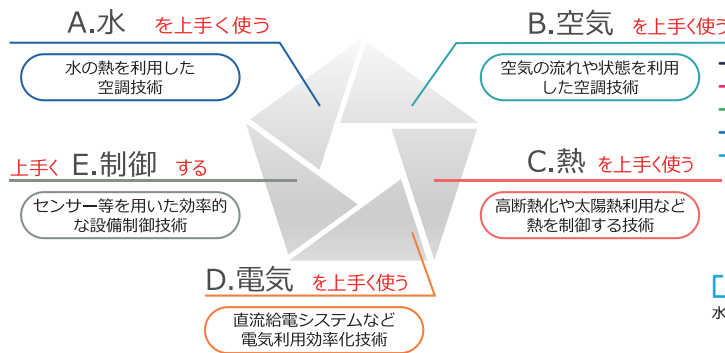 A.水 を上手く使う
水の熱を利用した
空調技術
B.空気 を上手く使う
空気の流れや状態を利用
した空調技術
上手く E.制御 する
センサー等を用いた効率的
な設備制御技術
C.熱 を上手く使う
高断熱化や太陽熱利用など
熱を制御する技術
D.電気 を上手く使う
直流給電システムなど
電気利用効率化技術
水